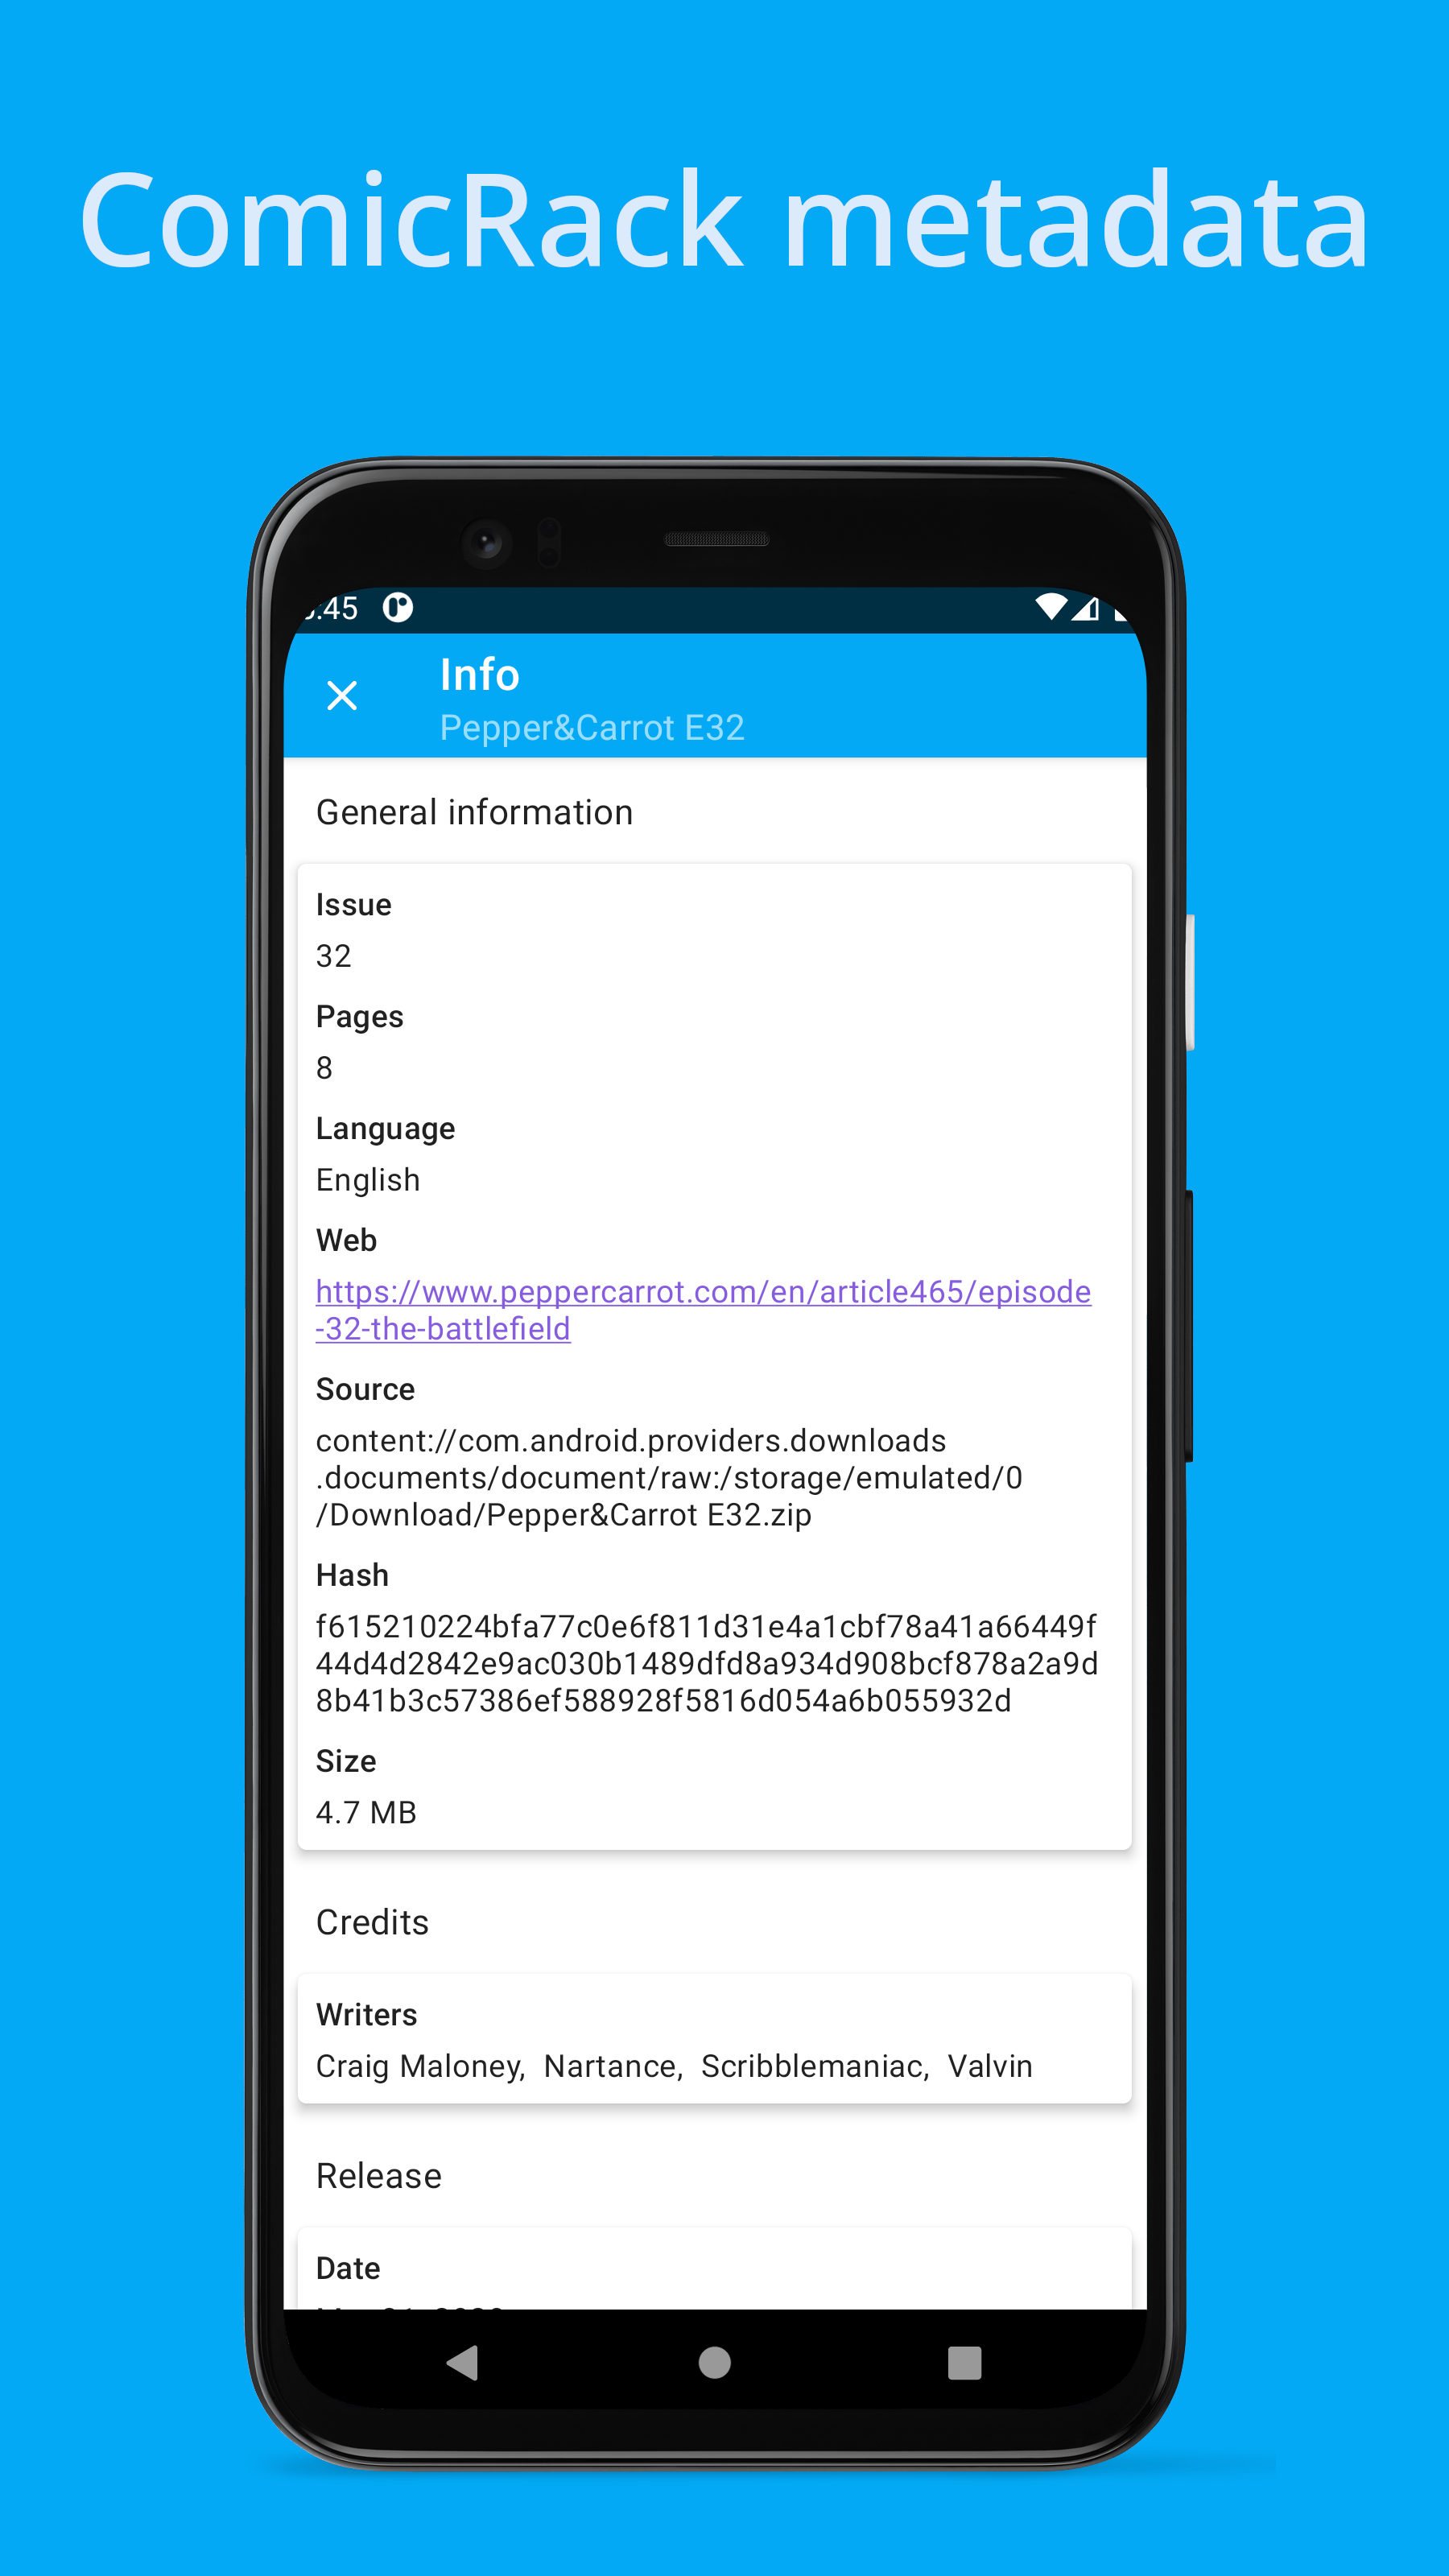 ComicRack metadata
:45
Info
Pepper&Carrot E32
General information
Issue
32
Pages
8
Language
English
Web
https://www.peppercarrot.com/en/article465/episode
-32-the-battlefield
Source
content://com.android.providers.downloads
.documents/document/raw:/storage/emulated/0
/Download/Pepper&Carrot E32.zip
Hash
f615210224bfa77c0e6f811d31e4a1cbf78a41a66449f
44d4d2842e9ac030b1489dfd8a934d908bcf878a2a9d
8b41b3c57386ef588928f5816d054a6b055932d
Size
4.7 MB
Credits
Writers
Craig Maloney, Nartance, Scribblemaniac, Valvin
Release
Date